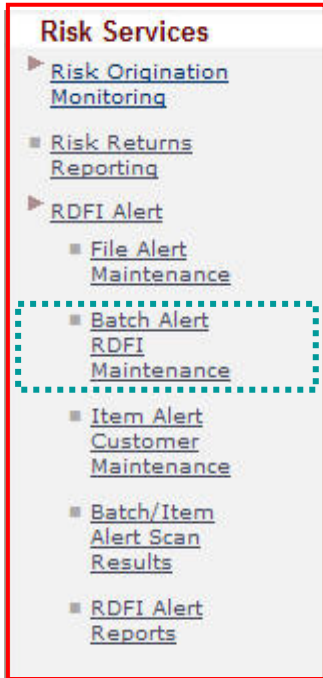 Risk Services
Risk Origination
Monitoring
Risk Returns
Reporting
RDFI Alert
File Alert
Maintenance
Batch Alert
RDFI
Maintenance
Item Alert
Customer
Maintenance
Batch/Item
Alert Scan
Results
RDFI Alert
Reports